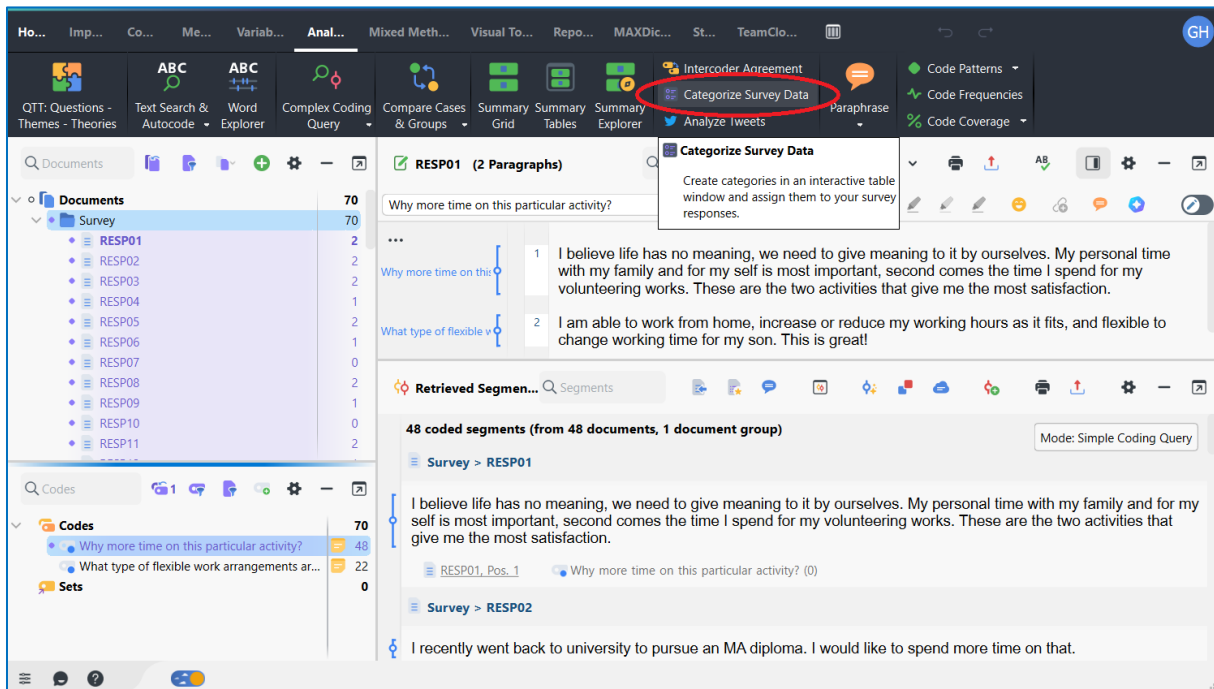 Ho... Imp... Co... Me... Variab... Anal... Mixed Meth... Visual To... Repo... MAXDic... St... TeamClo... GH
QTT: Questions -
Themes - Theories
ABC
Text Search &
Autocode
ABC
Word
Explorer
Complex Coding
Query
Compare Cases
& Groups
Summary
Grid
Summary
Tables
Summary
Explorer
Intercoder Agreement
Categorize Survey Data
Analyze Tweets
Paraphrase
Code Patterns
Code Frequencies
Code Coverage
Categorize Survey Data
Create categories in an interactive table
window and assign them to your survey
responses.
Documents
Documents 70
Survey 70
RESP01 2
RESP02 2
RESP03 2
RESP04 1
RESP05 2
RESP06 1
RESP07 0
RESP08 2
RESP09 1
RESP10 0
RESP11 2
Codes
1
Codes 70
Why more time on this particular activity? 48
What type of flexible work arrangements ar... 22
Sets 0
RESP01 (2 Paragraphs)
AB
Why more time on this particular activity?
...
Why more time on this
1 I believe life has no meaning, we need to give meaning to it by ourselves. My personal time
with my family and for my self is most important, second comes the time I spend for my
volunteering works. These are the two activities that give me the most satisfaction.
What type of flexible w
2 I am able to work from home, increase or reduce my working hours as it fits, and flexible to
change working time for my son. This is great!
Retrieved Segmen... Segments
48 coded segments (from 48 documents, 1 document group)
Mode: Simple Coding Query
Survey > RESP01
I believe life has no meaning, we need to give meaning to it by ourselves. My personal time with my family and for my
self is most important, second comes the time I spend for my volunteering works. These are the two activities that
give me the most satisfaction.
RESP01, Pos. 1 Why more time on this particular activity? (0)
Survey > RESP02
I recently went back to university to pursue an MA diploma. I would like to spend more time on that.